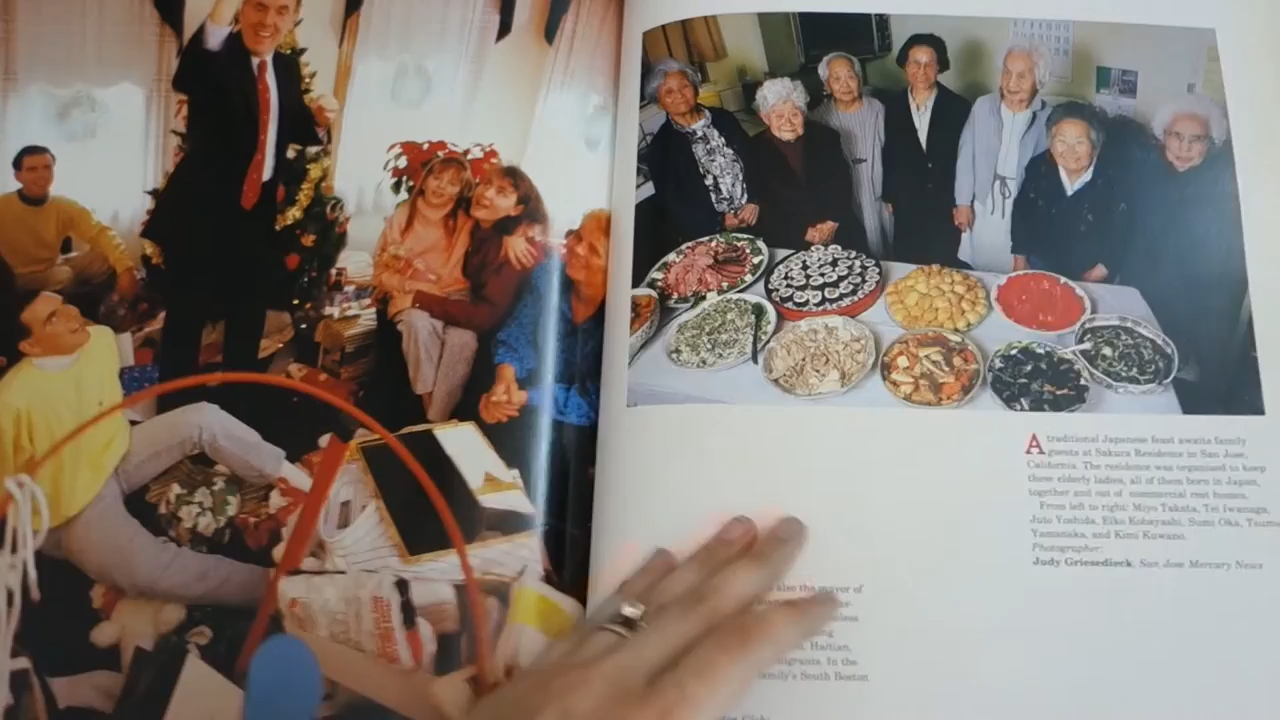 A traditional Japanese feast awaits family
guests at Sakura Residence in San Jose,
California. The residence was organized to keep
these elderly ladies, all of them born in Japan,
together and out of commercial rest homes.
From left to right: Miyo Takata, Tei Iwanaga,
Juto Yoshida, Eiko Kobayashi, Sumi Oka,
Yamanaka, and Kimi Kuwano.
Photographer:
Judy Griesedieck, San Jose Mercury News
also the mayor of
Haitian,
In the
family's South Boston